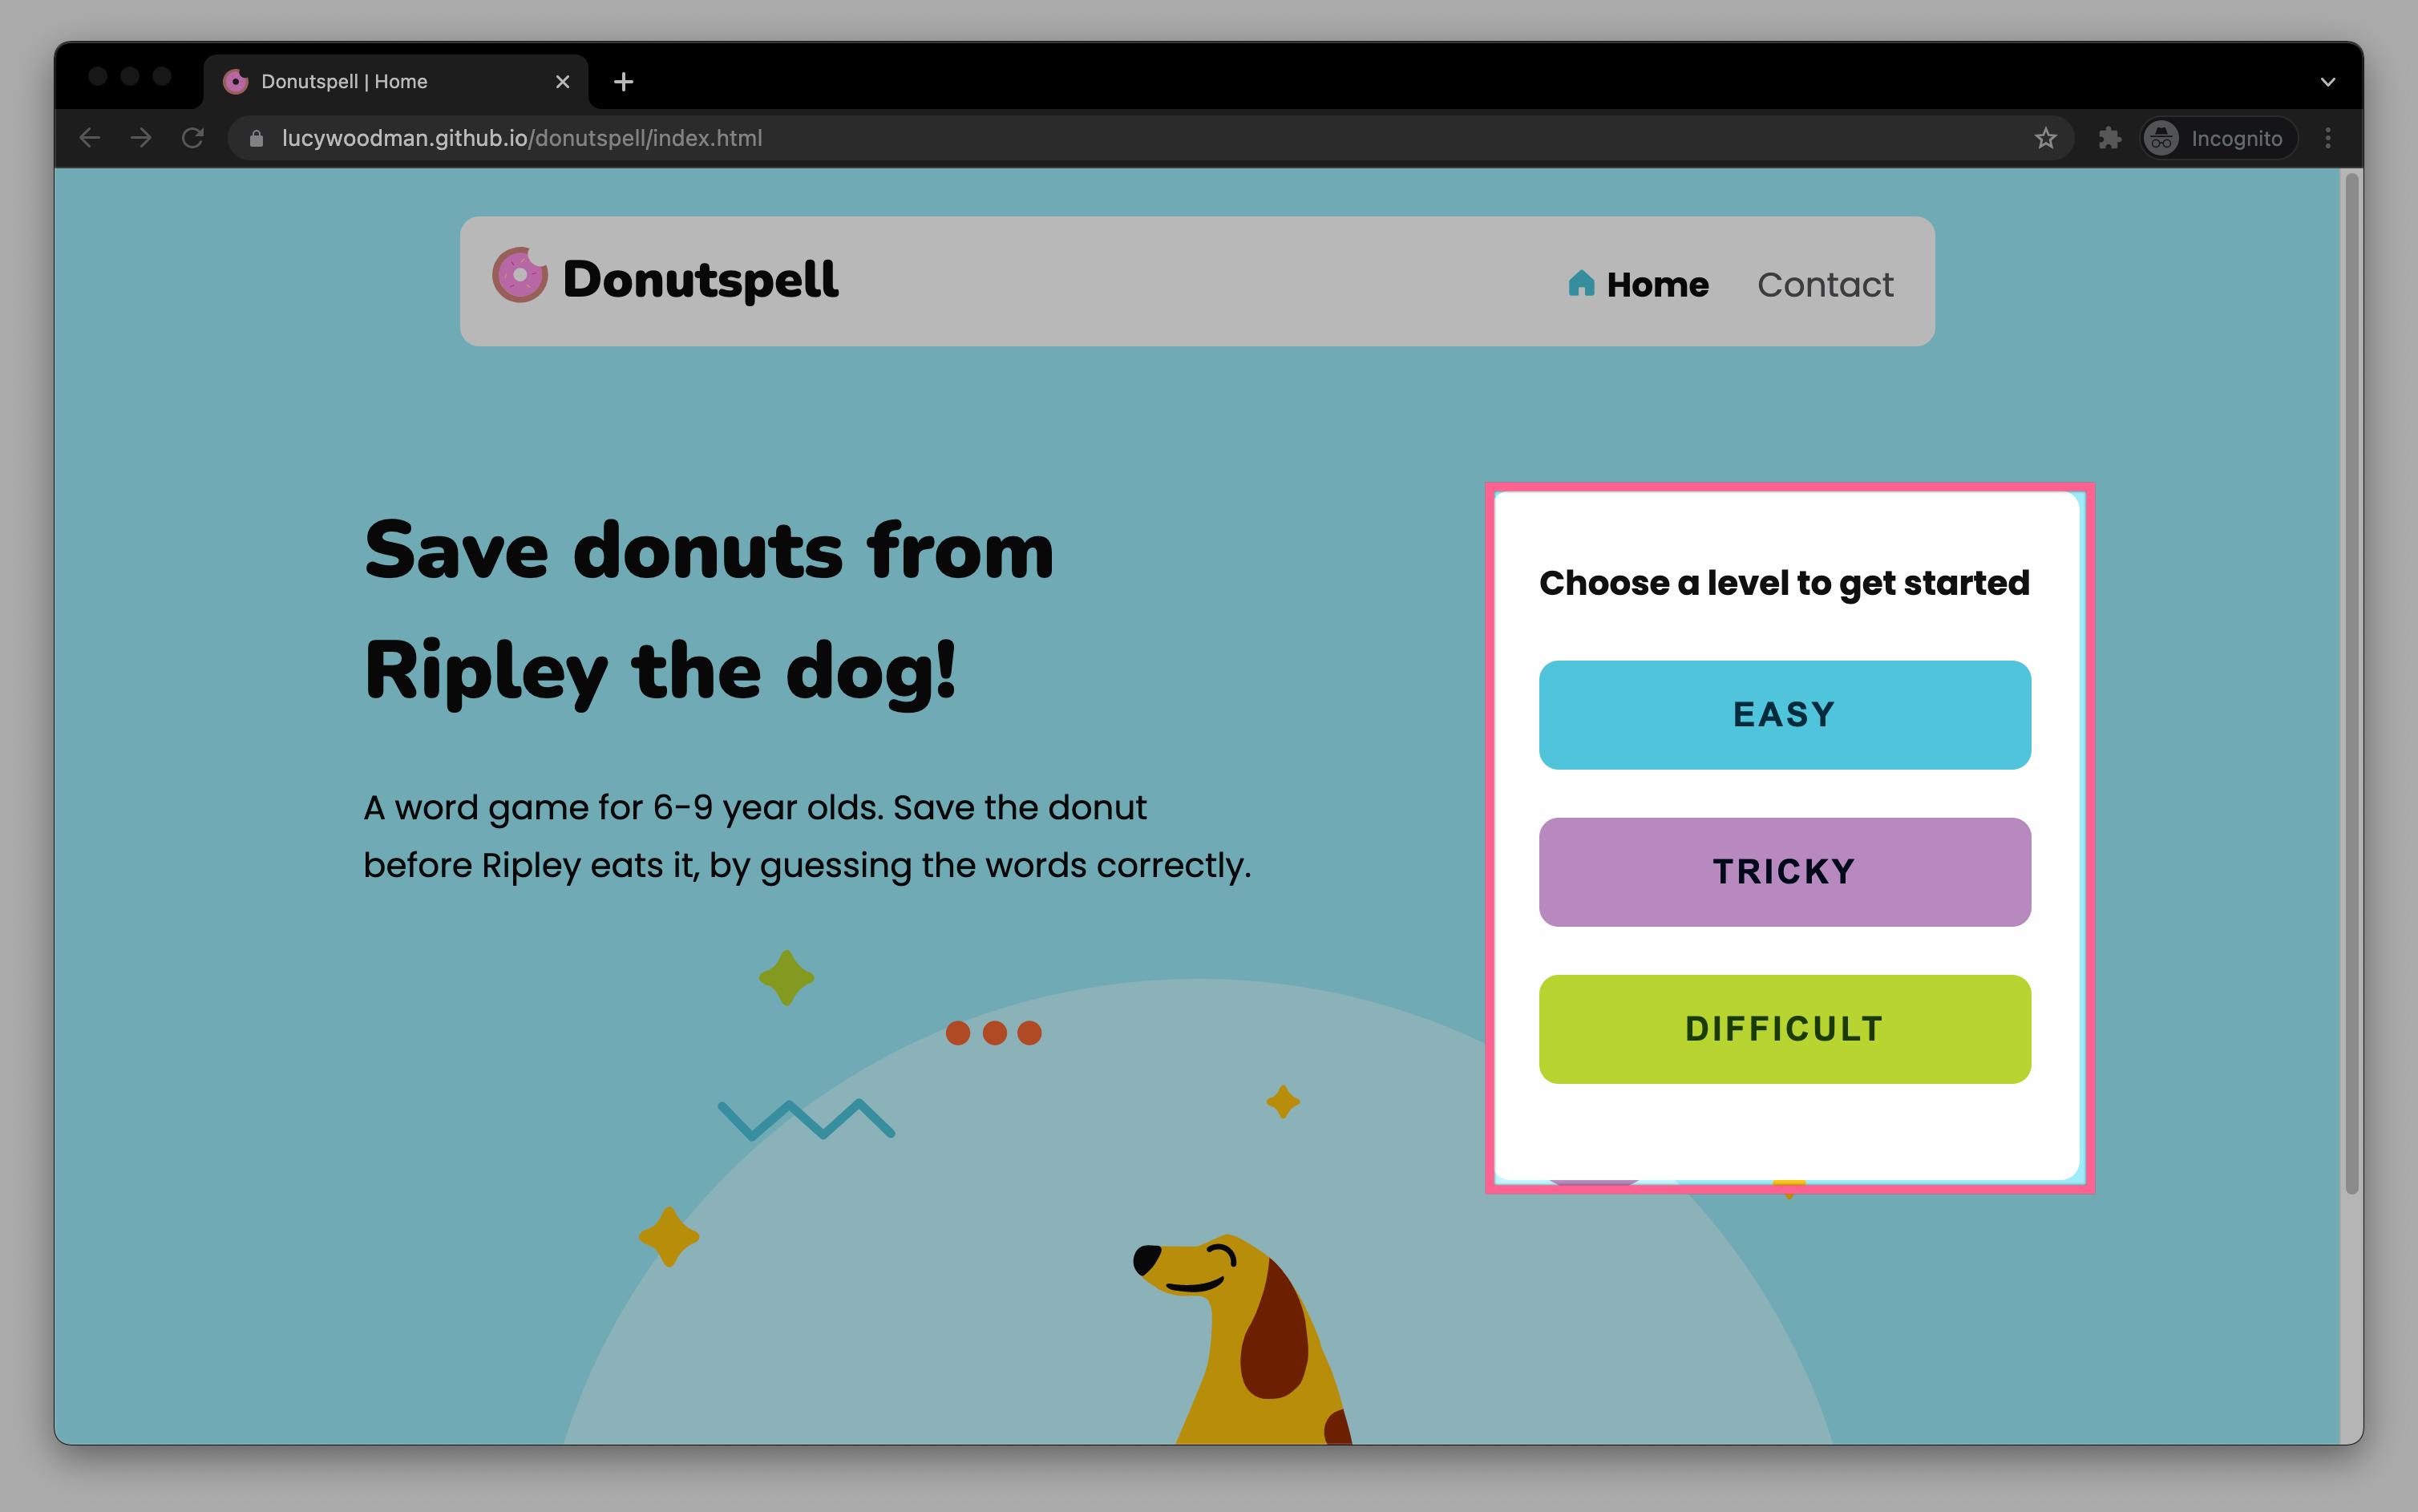 Donutspell | Home
lucywoodman.github.io/donutspell/index.html
Incognito
Donutspell
Home
Contact
Save donuts from
Ripley the dog!
A word game for 6-9 year olds. Save the donut
before Ripley eats it, by guessing the words correctly.
Choose a level to get started
EASY
TRICKY
DIFFICULT